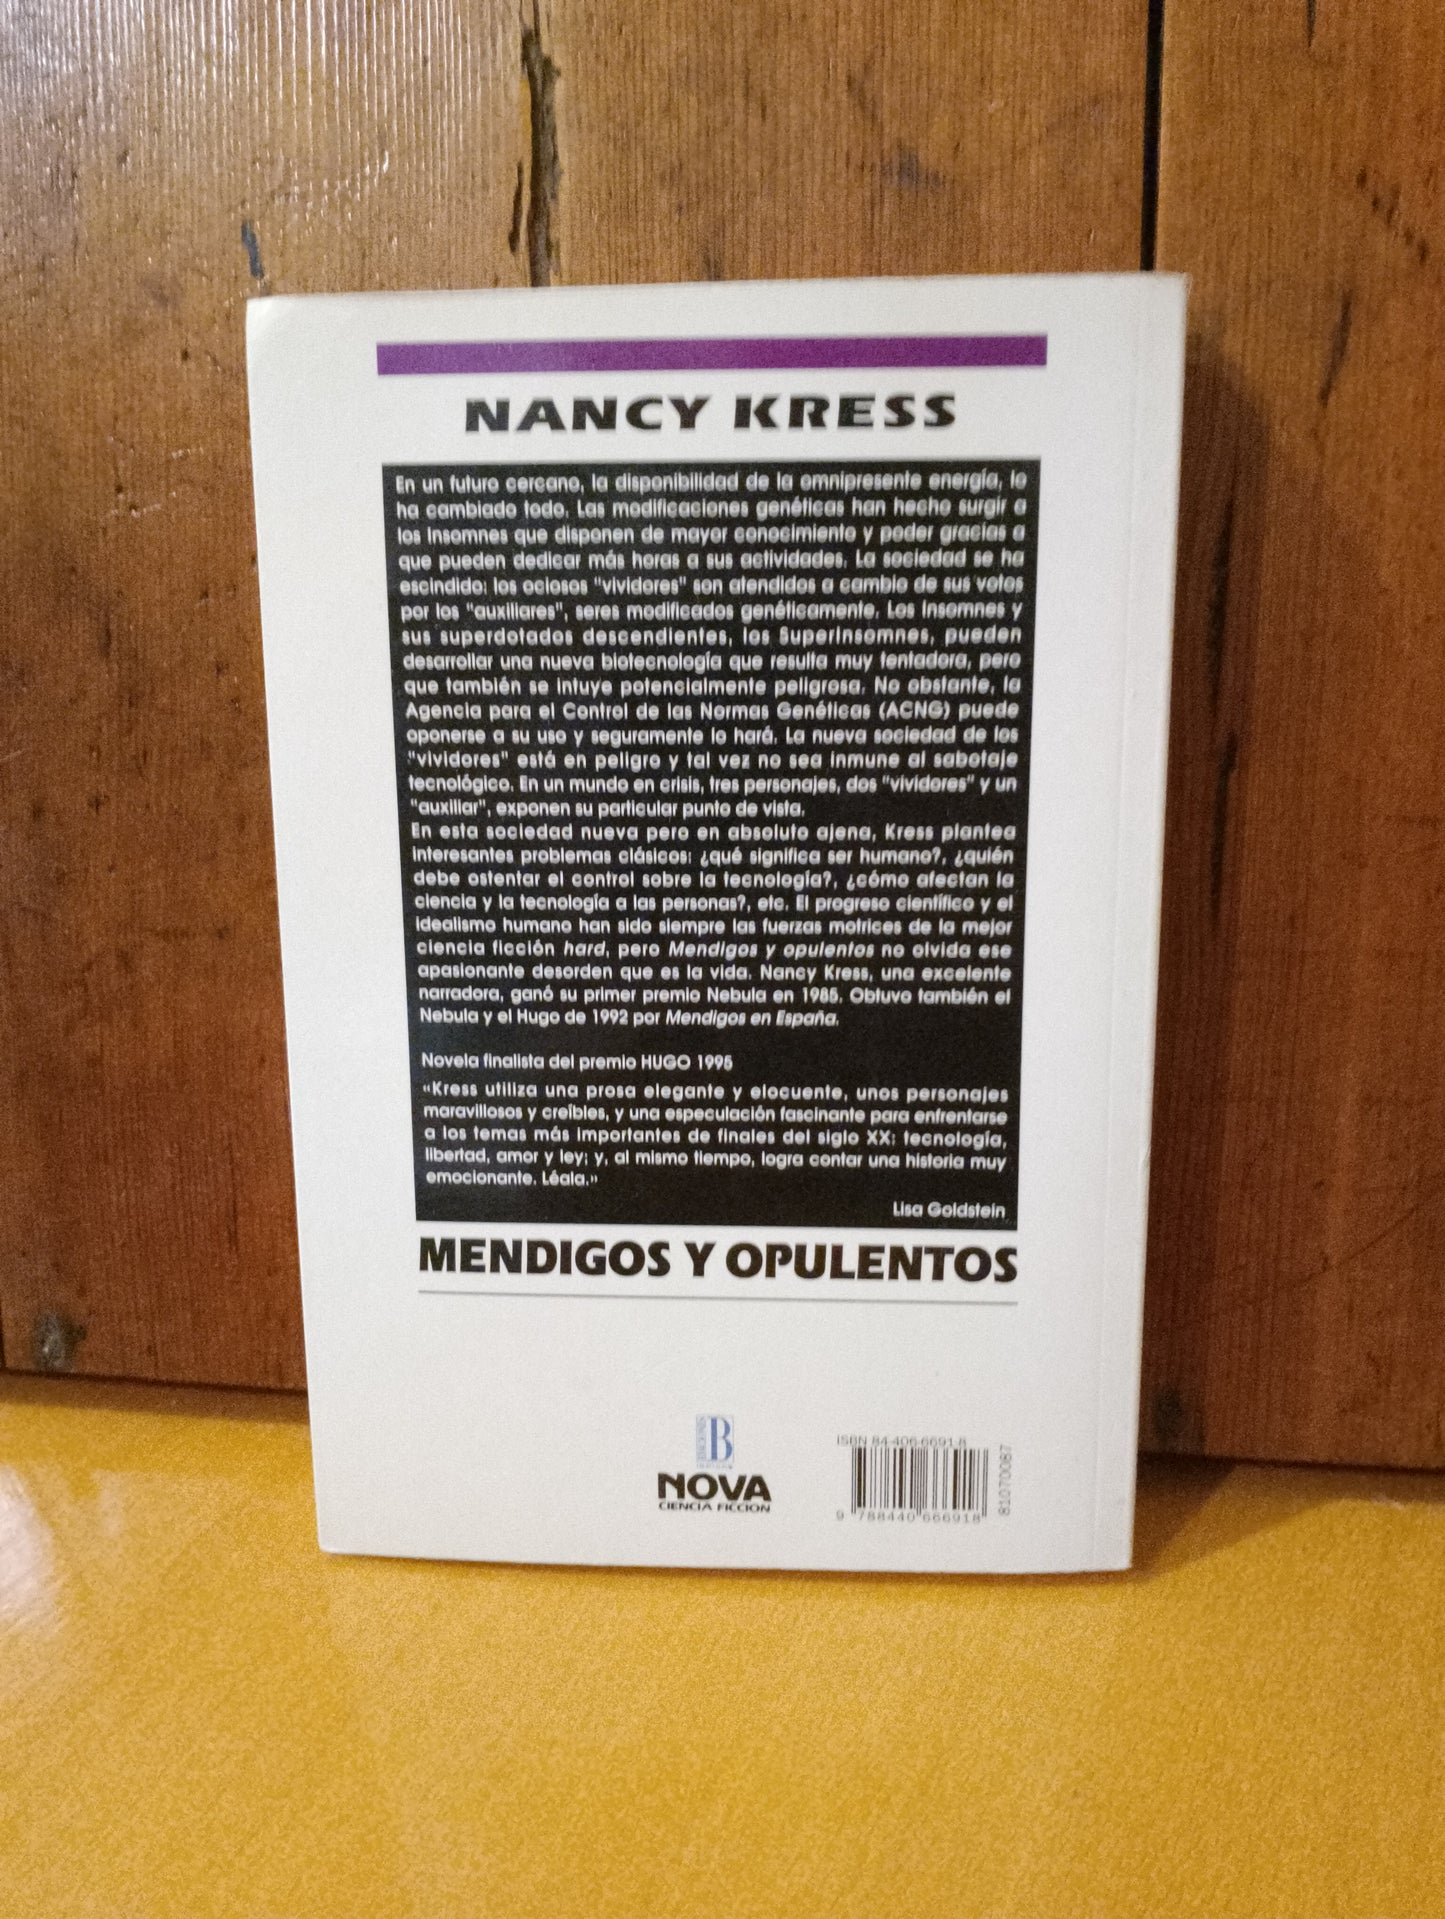 NANCY KRESS
En un futuro cercano, la disponibilidad de la omnipresente energía, lo
ha cambiado todo. Las modificaciones genéticas han hecho surgir a
los Insomnes que disponen de mayor conocimiento y poder gracias a
que pueden dedicar más horas a sus actividades. La sociedad se ha
escindido: los ociosos "vividores" son atendidos a cambio de sus votos
por los "auxiliares", seres modificados genéticamente. Los Insomnes y
sus superdotados descendientes, los SuperInsomnes, pueden
desarrollar una nueva biotecnología que resulta muy tentadora, pero
que también se intuye potencialmente peligrosa. No obstante, la
Agencia para el Control de las Normas Genéticas (ACNG) puede
oponerse a su uso y seguramente lo hará. La nueva sociedad de los
"vividores" está en peligro y tal vez no sea inmune al sabotaje
tecnológico. En un mundo en crisis, tres personajes, dos "vividores" y un
"auxiliar", exponen su particular punto de vista.
En esta sociedad nueva pero en absoluto ajena, Kress plantea
interesantes problemas clásicos: ¿qué significa ser humano?, ¿quién
debe ostentar el control sobre la tecnología?, ¿cómo afectan la
ciencia y la tecnología a las personas?, etc. El progreso científico y el
idealismo humano han sido siempre las fuerzas motrices de la mejor
ciencia ficción hard, pero Mendigos y opulentos no olvida ese
apasionante desorden que es la vida. Nancy Kress, una excelente
narradora, ganó su primer premio Nebula en 1985. Obtuvo también el
Nebula y el Hugo de 1992 por Mendigos en España.
Novela finalista del premio HUGO 1995
«Kress utiliza una prosa elegante y elocuente, unos personajes
maravillosos y creíbles, y una especulación fascinante para enfrentarse
a los temas más importantes de finales del siglo XX: tecnología,
libertad, amor y ley; y, al mismo tiempo, logra contar una historia muy
emocionante. Léala.»
Lisa Goldstein
MENDIGOS Y OPULENTOS
EDICIONES B
NOVA
CIENCIA FICCION
ISBN 84-406-6691-8
9 788440 666918
81070087